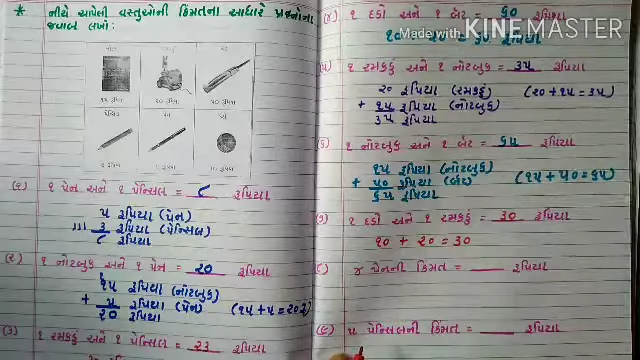 * નીચે આપેલી વસ્તુઓની કિંમતના આધારે પ્રશ્નોના
જવાબ લખો:
૧૫ રૂપિયા
૨૦ રૂપિયા
પેન્સિલ
પેન
(૧) ૧ પેન અને ૧ પેન્સિલ = ૮ રૂપિયા
૫ રૂપિયા (પેન)
૩ રૂપિયા (પેન્સિલ)
૮ રૂપિયા
(૨) ૧ નોટબુક અને ૧ પેન = ૨૦ રૂપિયા
૧૫ રૂપિયા (નોટબુક)
+ ૫ રૂપિયા (પેન)
૨૦ રૂપિયા
(૧૫ + ૫ = ૨૦
(૩) ૧ રમકડું અને ૧ પેન્સિલ = ૨૩ રૂપિયા
(૪) ૧ દડો અને ૧ બેટ = ૬૦ રૂપિયા
Made with KINEMASTER
(૫) ૧ રમકડું અને ૧ નોટબુક = ૩૫ રૂપિયા
૨૦ રૂપિયા (રમકડું) (૨૦ + ૧૫ = ૩૫)
+ ૧૫ રૂપિયા (નોટબુક)
૩૫ રૂપિયા
(૬) ૧ નોટબુક અને ૧ બેટ = ૬૫ રૂપિયા
૧૫ રૂપિયા (નોટબુક)
+ ૫૦ રૂપિયા (બેટ) (૧૫ + ૫૦ = ૬૫)
૬૫ રૂપિયા
(૭) ૧ દડો અને ૧ રમકડું = ૩૦ રૂપિયા
૧૦ + ૨૦ = ૩૦
(૮) ૪ પેનની કિંમત = ____ રૂપિયા
(૯) ૫ પેન્સિલની કિંમત = ____ રૂપિયા